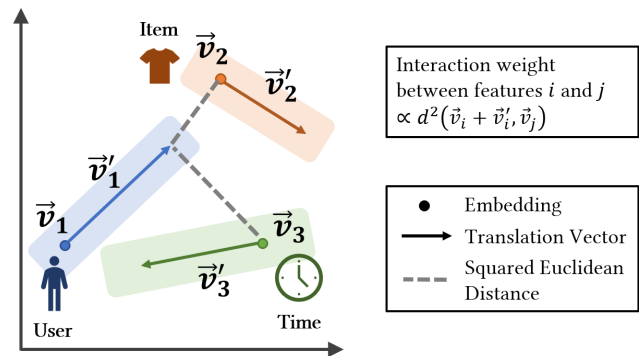 Item
v⃗₂
v⃗′₂
v⃗′₁
v⃗₁
v⃗₃
v⃗′₃
User
Time
Interaction weight
between features i and j
∝ d²(v⃗ᵢ + v⃗′ᵢ, v⃗ⱼ)
Embedding
Translation Vector
Squared Euclidean
Distance